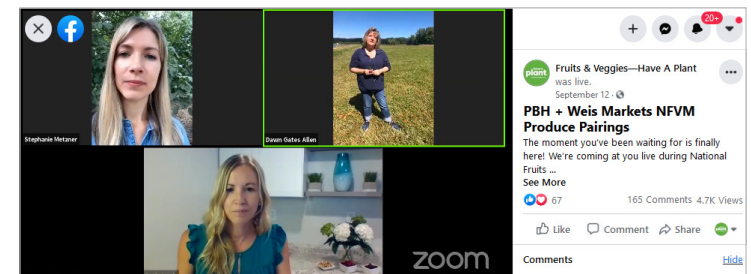 Stephanie Metzner
Dawn Gates Allen
zoom
20+
plant
Fruits & Veggies—Have A Plant
was live.
September 12 ·
PBH + Weis Markets NFVM
Produce Pairings
The moment you've been waiting for is finally
here! We're coming at you live during National
Fruits ...
See More
67
165 Comments 4.7K Views
Like Comment Share
Comments Hide